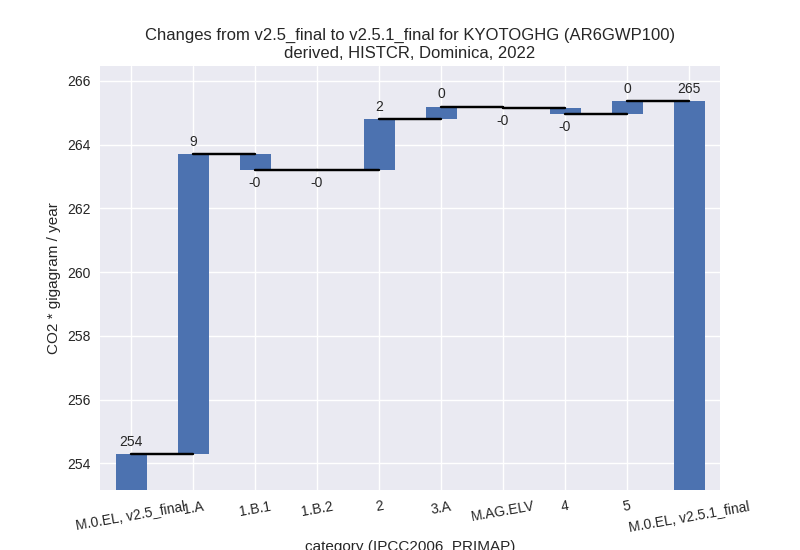 Changes from v2.5_final to v2.5.1_final for KYOTOGHG (AR6GWP100)
derived, HISTCR, Dominica, 2022
266
264
262
260
258
256
254
CO2 * gigagram / year
254
9
-0
-0
2
0
-0
-0
0
265
M.0.EL, v2.5_final
1.A
1.B.1
1.B.2
2
3.A
M.AG.ELV
4
5
M.0.EL, v2.5.1_final
category (IPCC2006_PRIMAP)